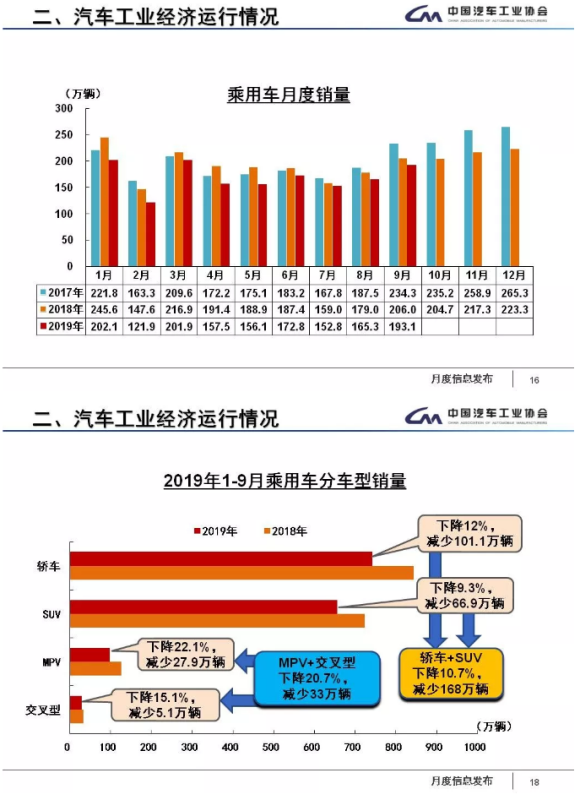 二、汽车工业经济运行情况
中国汽车工业协会
CHINA ASSOCIATION OF AUTOMOBILE MANUFACTURERS
乘用车月度销量
（万辆）
300
250
200
150
100
50
0
1月 2月 3月 4月 5月 6月 7月 8月 9月 10月 11月 12月
2017年 221.8 163.3 209.6 172.2 175.1 183.2 167.8 187.5 234.3 235.2 258.9 265.3
2018年 245.6 147.6 216.9 191.4 188.9 187.4 159.0 179.0 206.0 204.7 217.3 223.3
2019年 202.1 121.9 201.9 157.5 156.1 172.8 152.8 165.3 193.1
月度信息发布 16
二、汽车工业经济运行情况
中国汽车工业协会
CHINA ASSOCIATION OF AUTOMOBILE MANUFACTURERS
2019年1-9月乘用车分车型销量
2019年 2018年
下降12%，
减少101.1万辆
轿车
下降9.3%，
减少66.9万辆
SUV
下降22.1%，
减少27.9万辆
MPV
MPV+交叉型
下降20.7%，
减少33万辆
轿车+SUV
下降10.7%，
减少168万辆
下降15.1%，
减少5.1万辆
交叉型
（万辆）
0 100 200 300 400 500 600 700 800 900 1000
月度信息发布 18